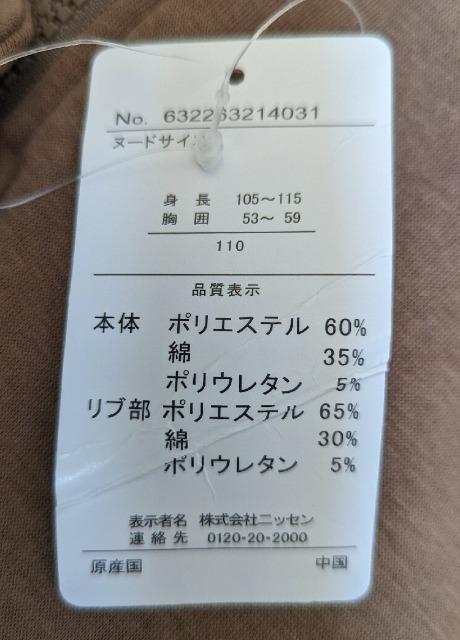 No. 632263214031
ヌードサイズ
身長 105～115
胸囲 53～ 59
110
品質表示
本体 ポリエステル 60%
綿 35%
ポリウレタン 5%
リブ部 ポリエステル 65%
綿 30%
ポリウレタン 5%
表示者名 株式会社ニッセン
連絡先 0120-20-2000
原産国 中国